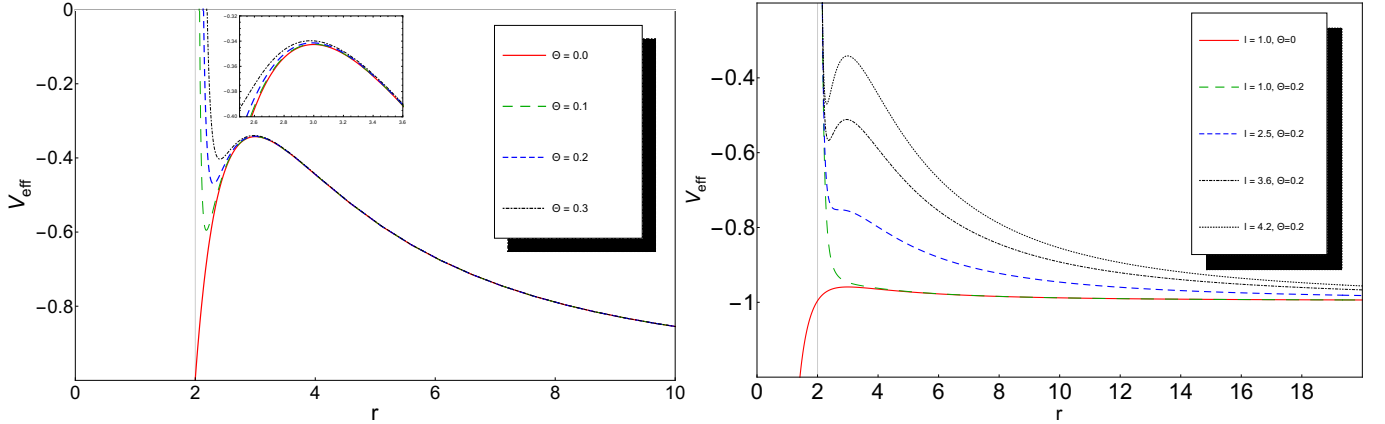 −0.32
−0.34
−0.36
−0.38
−0.40
2.6 2.8 3.0 3.2 3.4 3.6
0
−0.2
−0.4
−0.6
−0.8
V eff
0 2 4 6 8 10
r
Θ = 0.0
Θ = 0.1
Θ = 0.2
Θ = 0.3
−0.4
−0.6
−0.8
−1
V eff
0 2 4 6 8 10 12 14 16 18
r
l = 1.0, Θ=0
l = 1.0, Θ=0.2
l = 2.5, Θ=0.2
l = 3.6, Θ=0.2
l = 4.2, Θ=0.2